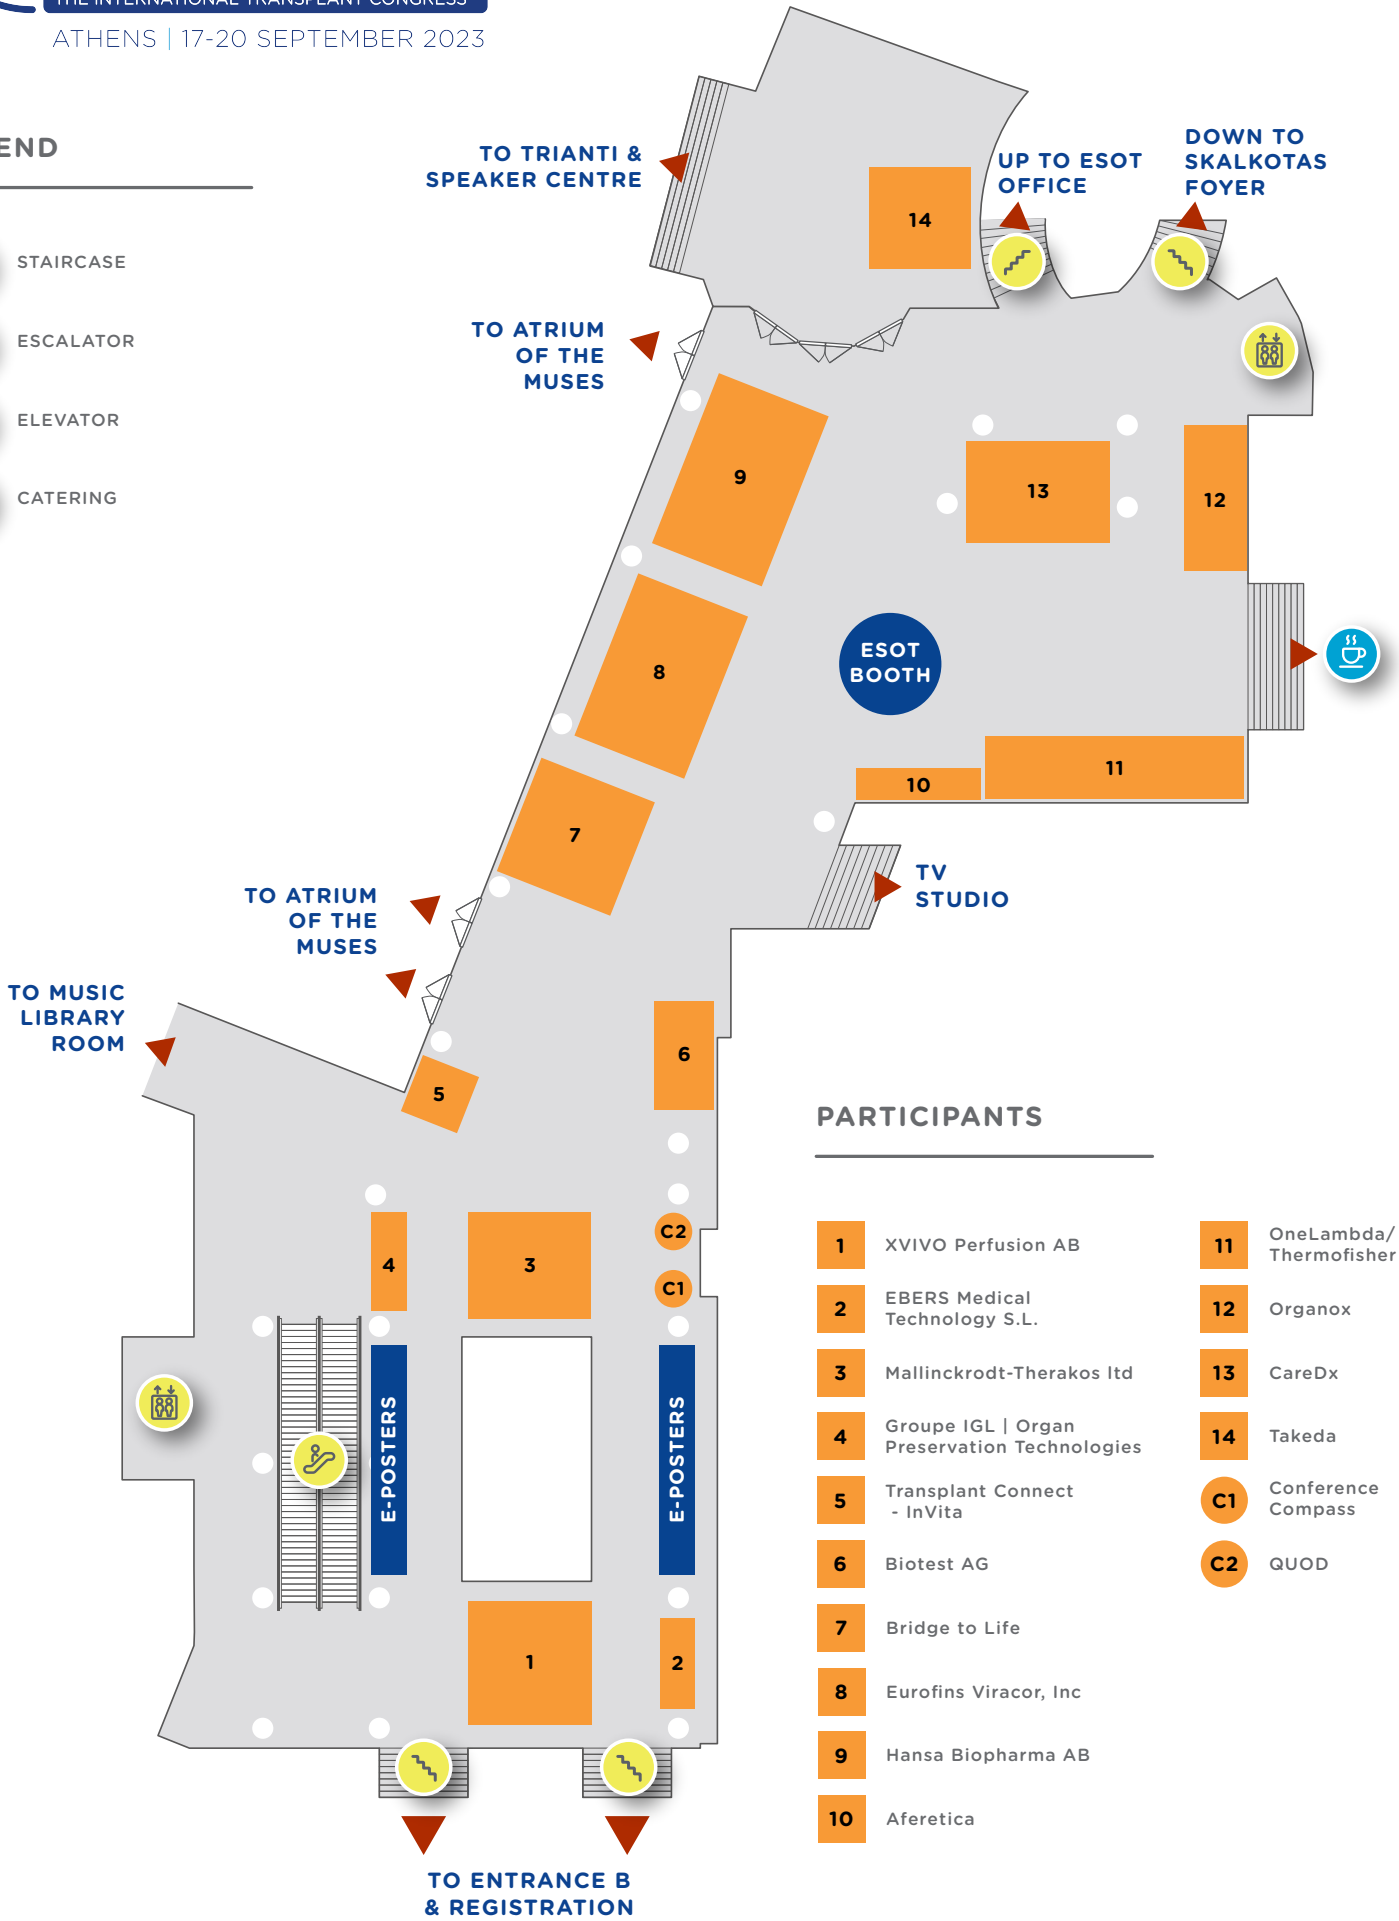 THE INTERNATIONAL TRANSPLANT CONGRESS
ATHENS | 17-20 SEPTEMBER 2023
END
STAIRCASE
ESCALATOR
ELEVATOR
CATERING
TO TRIANTI &
SPEAKER CENTRE
UP TO ESOT
OFFICE
DOWN TO
SKALKOTAS
FOYER
14
TO ATRIUM
OF THE
MUSES
9
13
12
8
ESOT
BOOTH
11
10
7
TV
STUDIO
TO ATRIUM
OF THE
MUSES
TO MUSIC
LIBRARY
ROOM
6
5
C2
4
3
C1
E-POSTERS
E-POSTERS
1
2
TO ENTRANCE B
& REGISTRATION
PARTICIPANTS
1 XVIVO Perfusion AB
2 EBERS Medical
Technology S.L.
3 Mallinckrodt-Therakos ltd
4 Groupe IGL | Organ
Preservation Technologies
5 Transplant Connect
- InVita
6 Biotest AG
7 Bridge to Life
8 Eurofins Viracor, Inc
9 Hansa Biopharma AB
10 Aferetica
11 OneLambda/
Thermofisher
12 Organox
13 CareDx
14 Takeda
C1 Conference
Compass
C2 QUOD